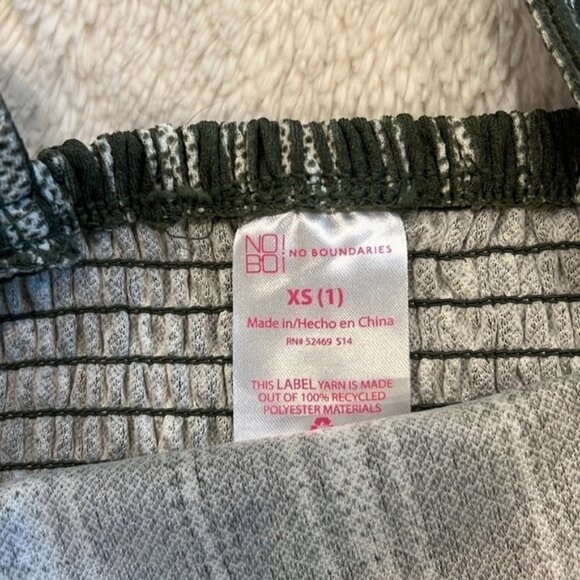 NO!
BO!
NO BOUNDARIES
XS (1)
Made in/Hecho en China
RN# 52469 S14
THIS LABEL YARN IS MADE
OUT OF 100% RECYCLED
POLYESTER MATERIALS